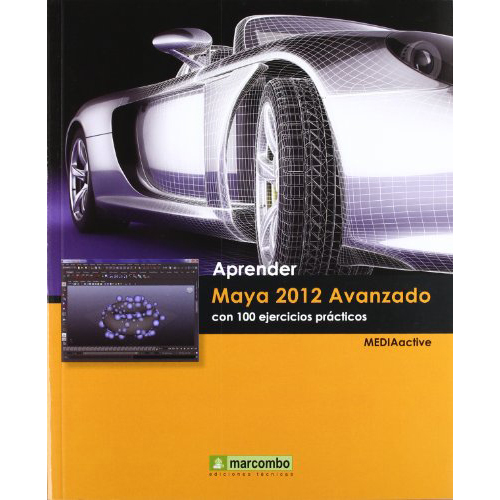 Aprender
Maya 2012 Avanzado
con 100 ejercicios prácticos
MEDIAactive
marcombo
ediciones técnicas